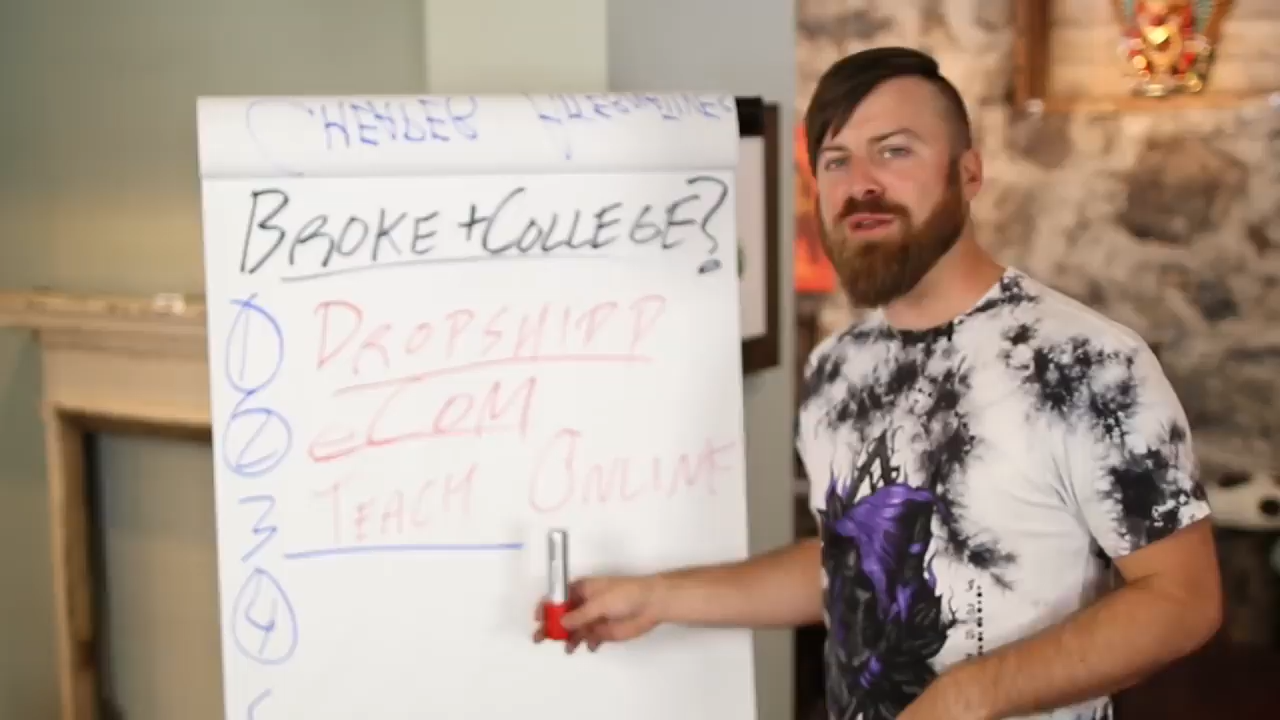 BROKE + COLLEGE?
1 DROPSHIPP
2 eCOM
3 TEACH ONLINE
4